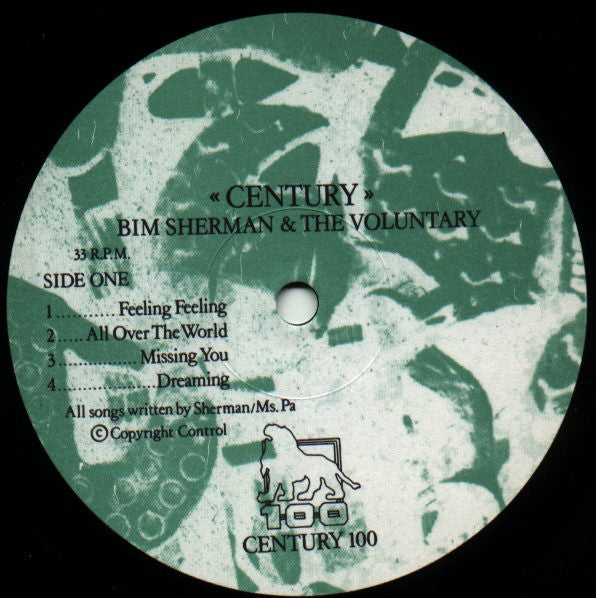 « CENTURY »
BIM SHERMAN & THE VOLUNTARY
33 R.P.M.
SIDE ONE
1...........Feeling Feeling
2.....All Over The World
3................Missing You
4....................Dreaming
All songs written by Sherman/Ms. Pa
© Copyright Control
100
CENTURY 100